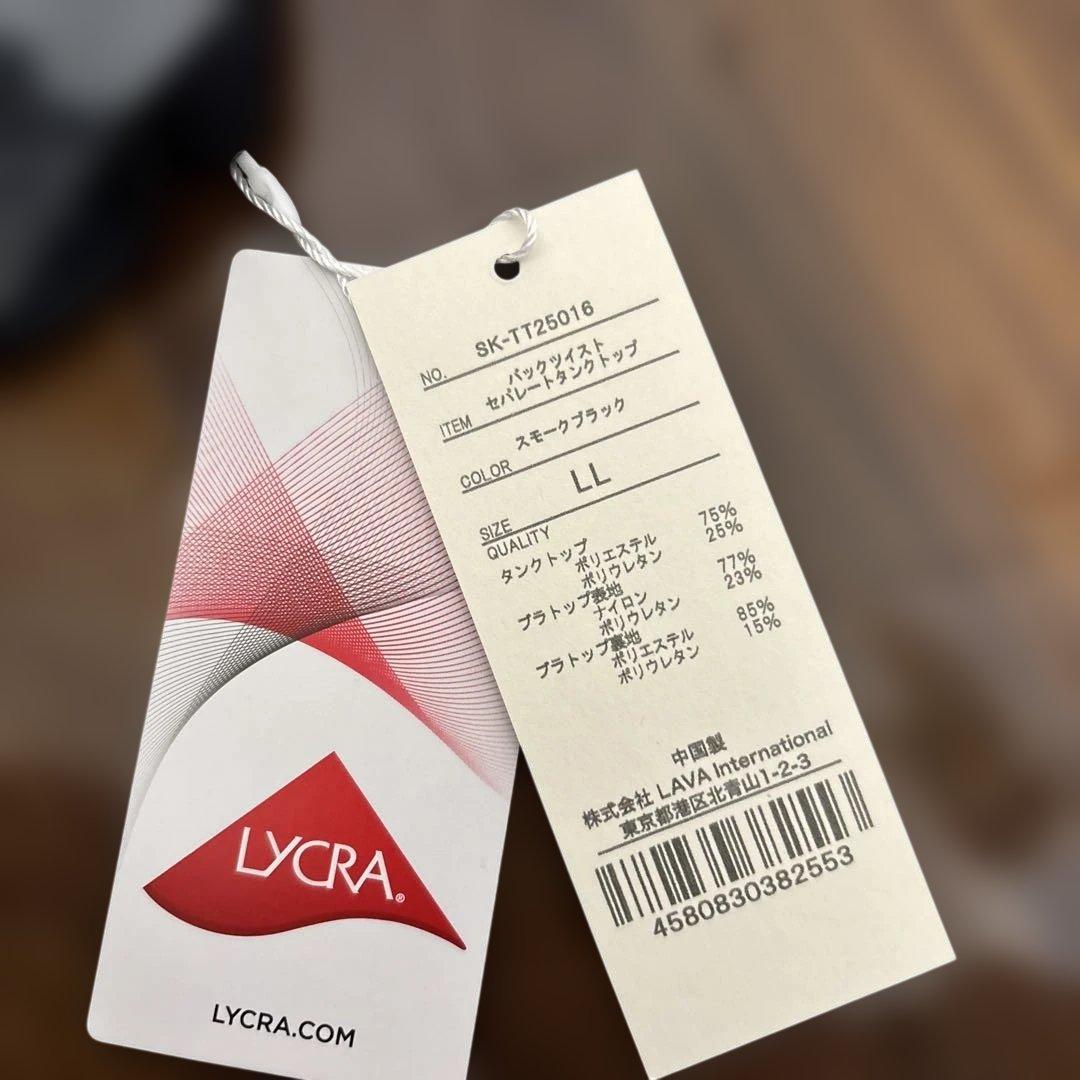 NO. SK-TT25016
バックツイスト
ITEM セパレートタンクトップ
COLOR スモークブラック
SIZE LL
QUALITY
タンクトップ
ポリエステル 75%
ポリウレタン 25%
ブラトップ表地
ナイロン 77%
ポリウレタン 23%
ブラトップ裏地
ポリエステル 85%
ポリウレタン 15%
中国製
株式会社 LAVA International
東京都港区北青山1-2-3
4580830382553
LYCRA®
LYCRA.COM